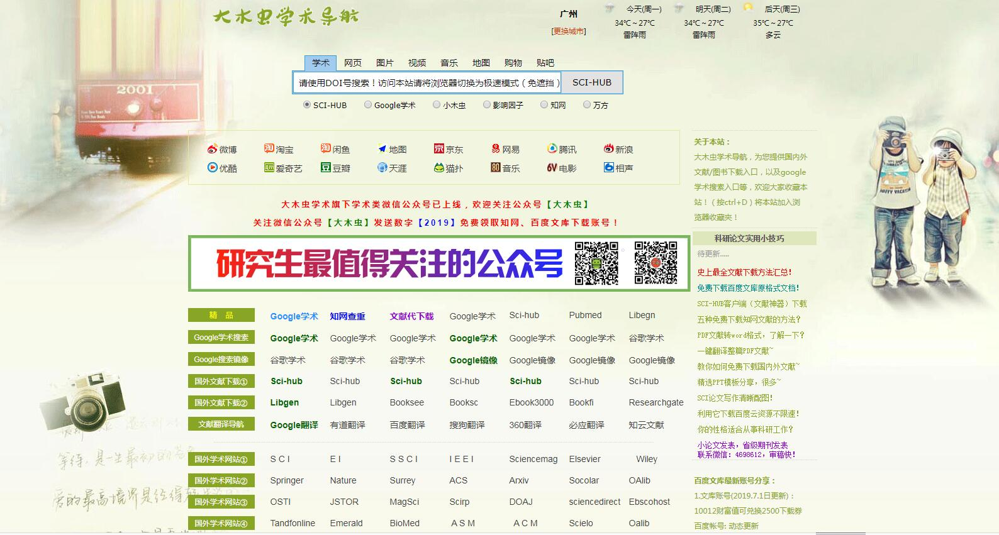 大木虫学术导航
广州
[更换城市]
今天(周一)
34℃～27℃
雷阵雨
明天(周二)
34℃～27℃
雷阵雨
后天(周三)
35℃～27℃
多云
学术 网页 图片 视频 音乐 地图 购物 贴吧
请使用DOI号搜索！访问本站请将浏览器切换为极速模式（免遮挡） SCI-HUB
SCI-HUB Google学术 小木虫 影响因子 知网 万方
2001
微博 淘宝 闲鱼 地图 京东 网易 腾讯 新浪
优酷 爱奇艺 豆瓣 天涯 猫扑 音乐 电影 相声
大木虫学术旗下学术类微信公众号已上线，欢迎关注公众号【大木虫】
关注微信公众号【大木虫】发送数字【2019】免费领取知网、百度文库下载账号！
研究生最值得关注的公众号
精 品 Google学术 知网查重 文献代下载 Google学术 Sci-hub Pubmed Libegn
Google学术搜索 Google学术 Google学术 Google学术 Google学术 Google学术 Google学术 谷歌学术
Google搜索镜像 谷歌学术 谷歌学术 谷歌学术 Google镜像 Google镜像 Google镜像 Google镜像
国外文献下载① Sci-hub Sci-hub Sci-hub Sci-hub Sci-hub Sci-hub Sci-hub
国外文献下载② Libgen Libgen Booksee Booksc Ebook3000 Bookfi Researchgate
文献翻译导航 Google翻译 有道翻译 百度翻译 搜狗翻译 360翻译 必应翻译 知云文献
国外学术网站① S C I E I S S C I I E E I Sciencemag Elsevier Wiley
国外学术网站② Springer Nature Surrey ACS Arxiv Socolar OAlib
国外学术网站③ OSTI JSTOR MagSci Scirp DOAJ sciencedirect Ebscohost
国外学术网站④ Tandfonline Emerald BioMed A S M A C M Scielo Oalib
关于本站：
大木虫学术导航，为您提供国内外
文献/图书下载入口，以及google
学术搜索入口等，欢迎大家收藏本
站！（按ctrl+D）将本站加入浏
览器收藏夹！
科研论文实用小技巧
待更新.....
史上最全文献下载方法汇总！
免费下载百度文库原格式文档！
SCI-HUB客户端（文献神器）下载
五种免费下载知网文献的方法？
PDF文献转word格式，了解一下？
一键翻译整篇PDF文献~
教你如何免费下载国内外文献~
精选PPT模板分享，很多~
SCI论文写作清晰配图！
利用它下载百度云资源不限速！
你的性格适合从事科研工作？
小论文发表，省级期刊发表
联系微信：4698612，审稿快！
百度文库最新账号分享：
1.文库账号(2019.7.1日更新)：
10012财富值可兑换2500下载券
百度帐号: 动态更新
等待，是一生最初的苍老
爱的最高境界是经得
HAPPY VACATION